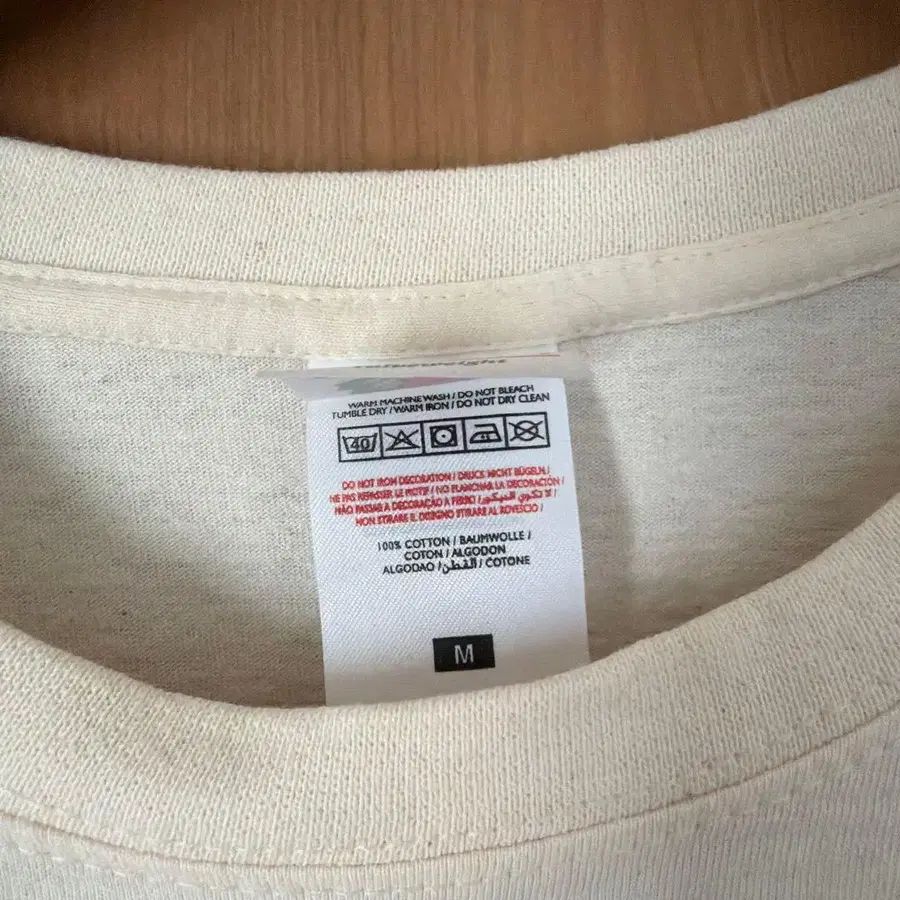 WARM MACHINE WASH / DO NOT BLEACH
TUMBLE DRY / WARM IRON / DO NOT DRY CLEAN
40
DO NOT IRON DECORATION / DRUCK NICHT BÜGELN /
NE PAS REPASSER LE MOTIF / NO PLANCHAR LA DECORACIÓN /
NÃO PASSAR A DECORAÇÃO A FERRO / لا تكوي الديكور /
NON STIRARE IL DISEGNO STIRARE AL ROVESCIO /
100% COTTON / BAUMWOLLE /
COTON / ALGODON
ALGODAO / القطن / COTONE
M